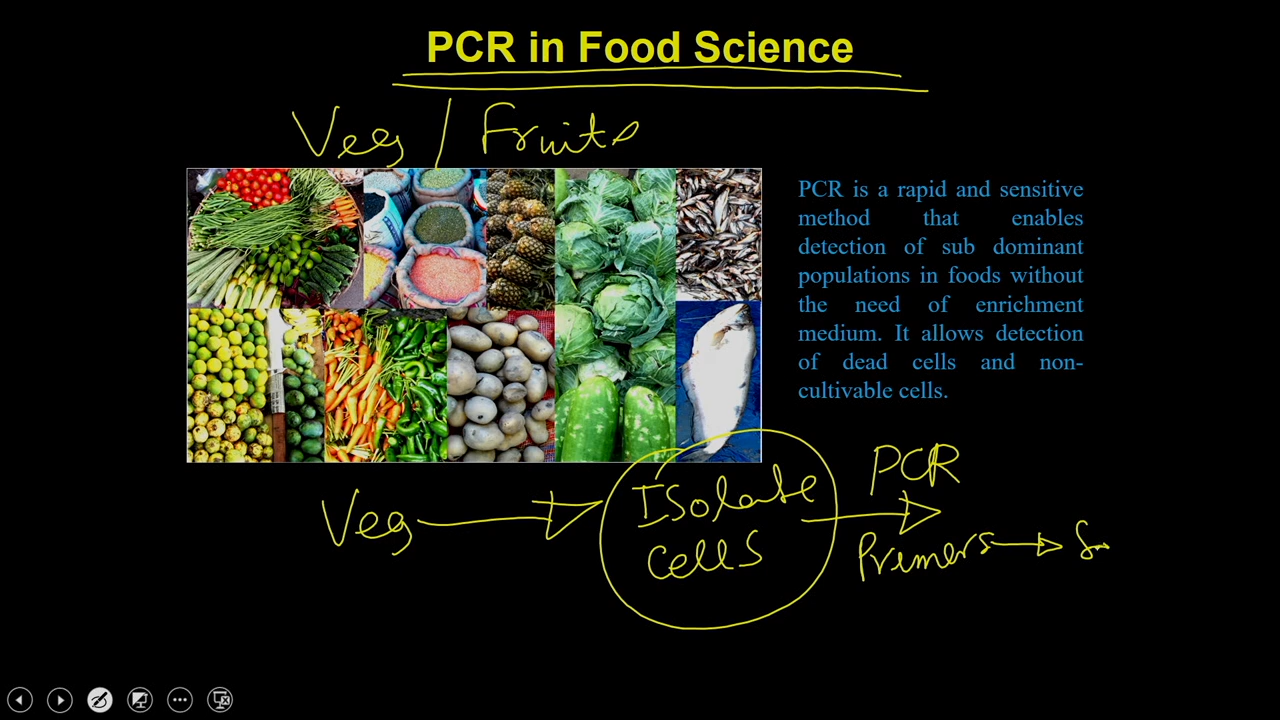 PCR in Food Science
Veg / Fruits
PCR is a rapid and sensitive
method that enables
detection of sub dominant
populations in foods without
the need of enrichment
medium. It allows detection
of dead cells and non-
cultivable cells.
Veg
Isolate
cells
PCR
Primers